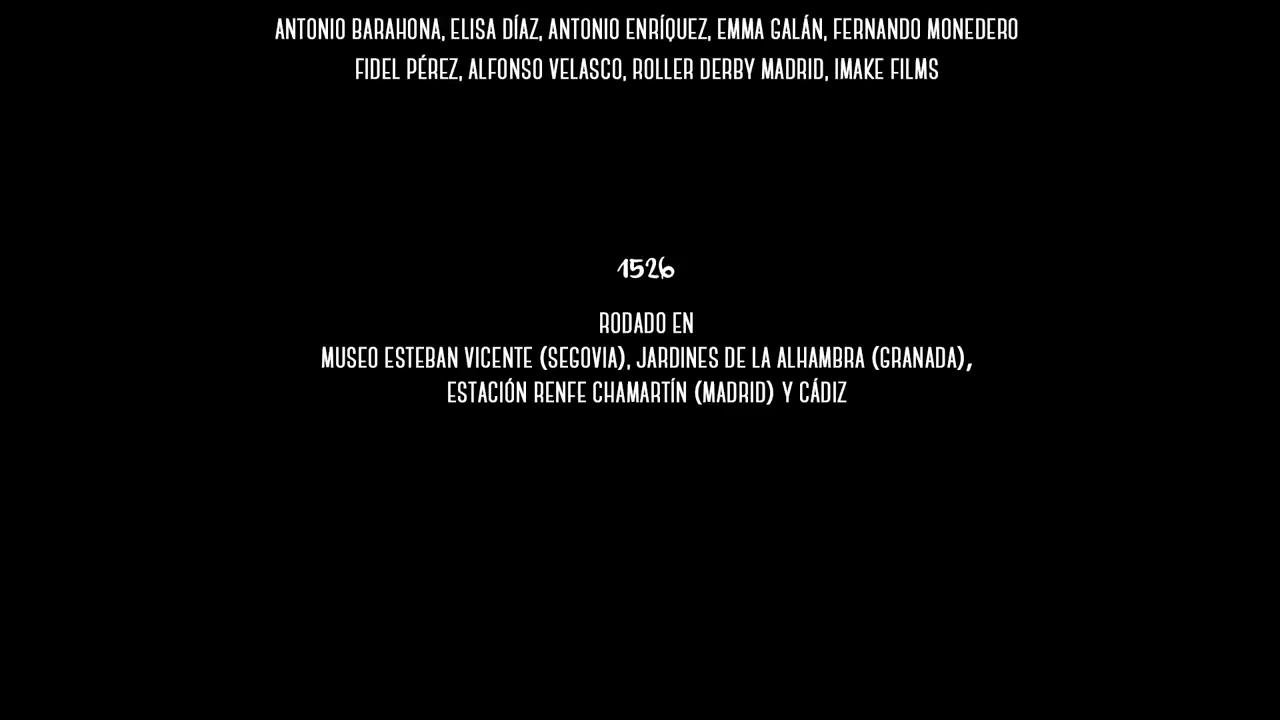 ANTONIO BARAHONA, ELISA DÍAZ, ANTONIO ENRÍQUEZ, EMMA GALÁN, FERNANDO MONEDERO
FIDEL PÉREZ, ALFONSO VELASCO, ROLLER DERBY MADRID, IMAKE FILMS
1526
RODADO EN
MUSEO ESTEBAN VICENTE (SEGOVIA), JARDINES DE LA ALHAMBRA (GRANADA),
ESTACIÓN RENFE CHAMARTÍN (MADRID) Y CÁDIZ